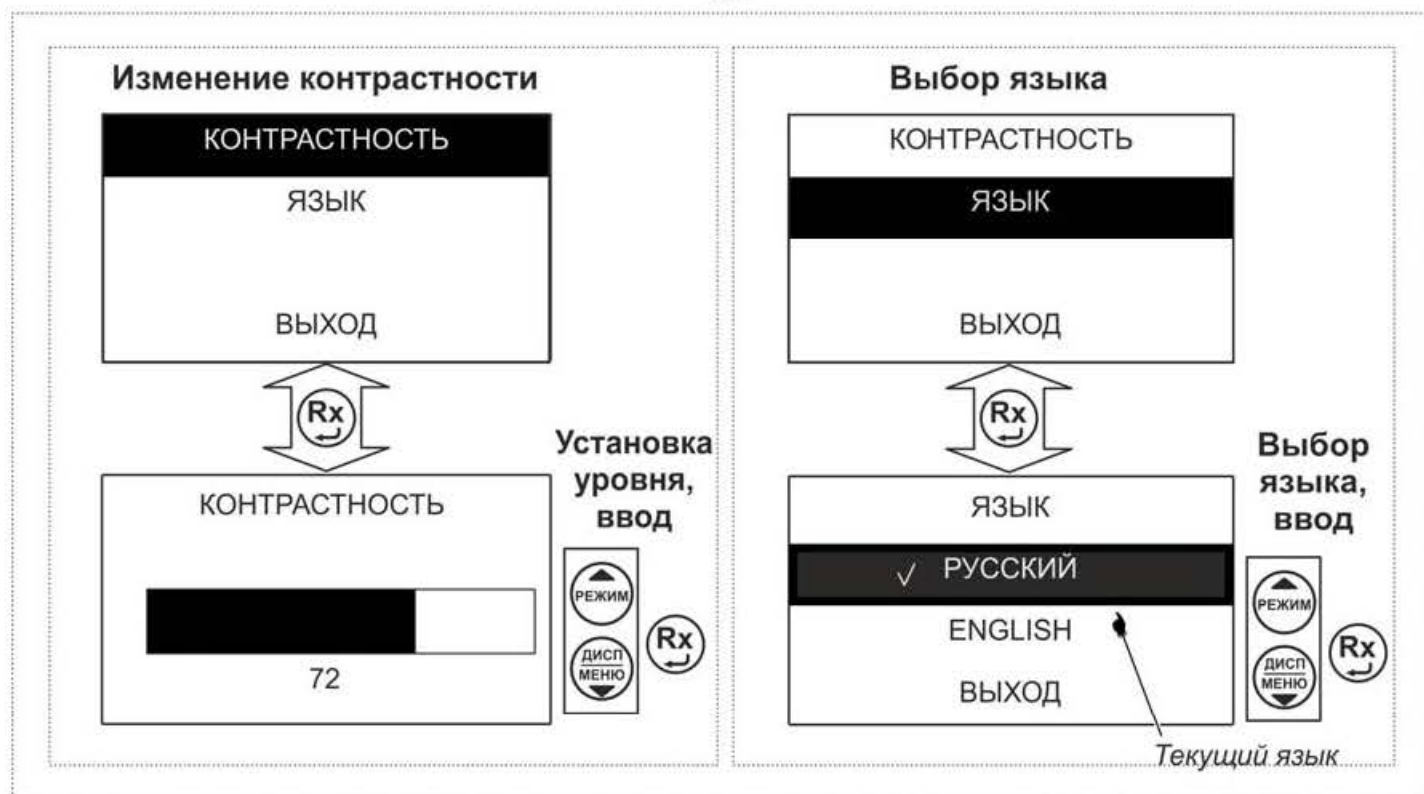 Изменение контрастности
КОНТРАСТНОСТЬ
ЯЗЫК
ВЫХОД
Rx
КОНТРАСТНОСТЬ
72
Установка
уровня,
ввод
РЕЖИМ
ДИСП
МЕНЮ
Rx
Выбор языка
КОНТРАСТНОСТЬ
ЯЗЫК
ВЫХОД
Rx
ЯЗЫК
✓ РУССКИЙ
ENGLISH
ВЫХОД
Выбор
языка,
ввод
РЕЖИМ
ДИСП
МЕНЮ
Rx
Текущий язык